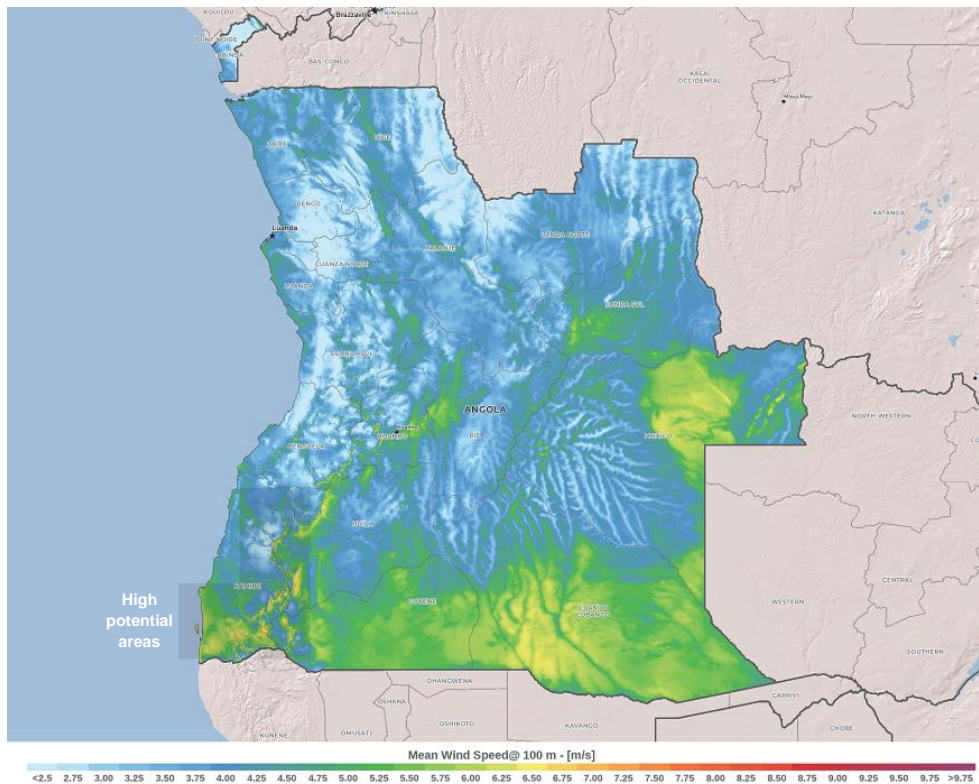 KOUILOU
Brazzaville
KINSHASA
POINT-NOIRE
CABINDA
BAS-CONGO
KASAI
OCCIDENTAL
Mbuji-Mayi
ZAIRE
UIGE
BENGO
KATANGA
Luanda
LUNDA NORTE
MALANJE
CUANZA NORTE
LUANDA
LUNDA SUL
CUANZA SUL
ANGOLA
NORTH-WESTERN
Huambo
HUAMBO
BIE
MOXICO
BENGUELA
HUILA
CENTRAL
NAMIBE
High
potential
areas
CUNENE
CUANDO
CUBANGO
WESTERN
SOUTHERN
OHANGWENA
CAPRIVI
OSHANA
KUNENE
OMUSATI
OSHIKOTO
KAVANGO
CHOBE
Mean Wind Speed@ 100 m - [m/s]
<2.5 2.75 3.00 3.25 3.50 3.75 4.00 4.25 4.50 4.75 5.00 5.25 5.50 5.75 6.00 6.25 6.50 6.75 7.00 7.25 7.50 7.75 8.00 8.25 8.50 8.75 9.00 9.25 9.50 9.75 >9.75